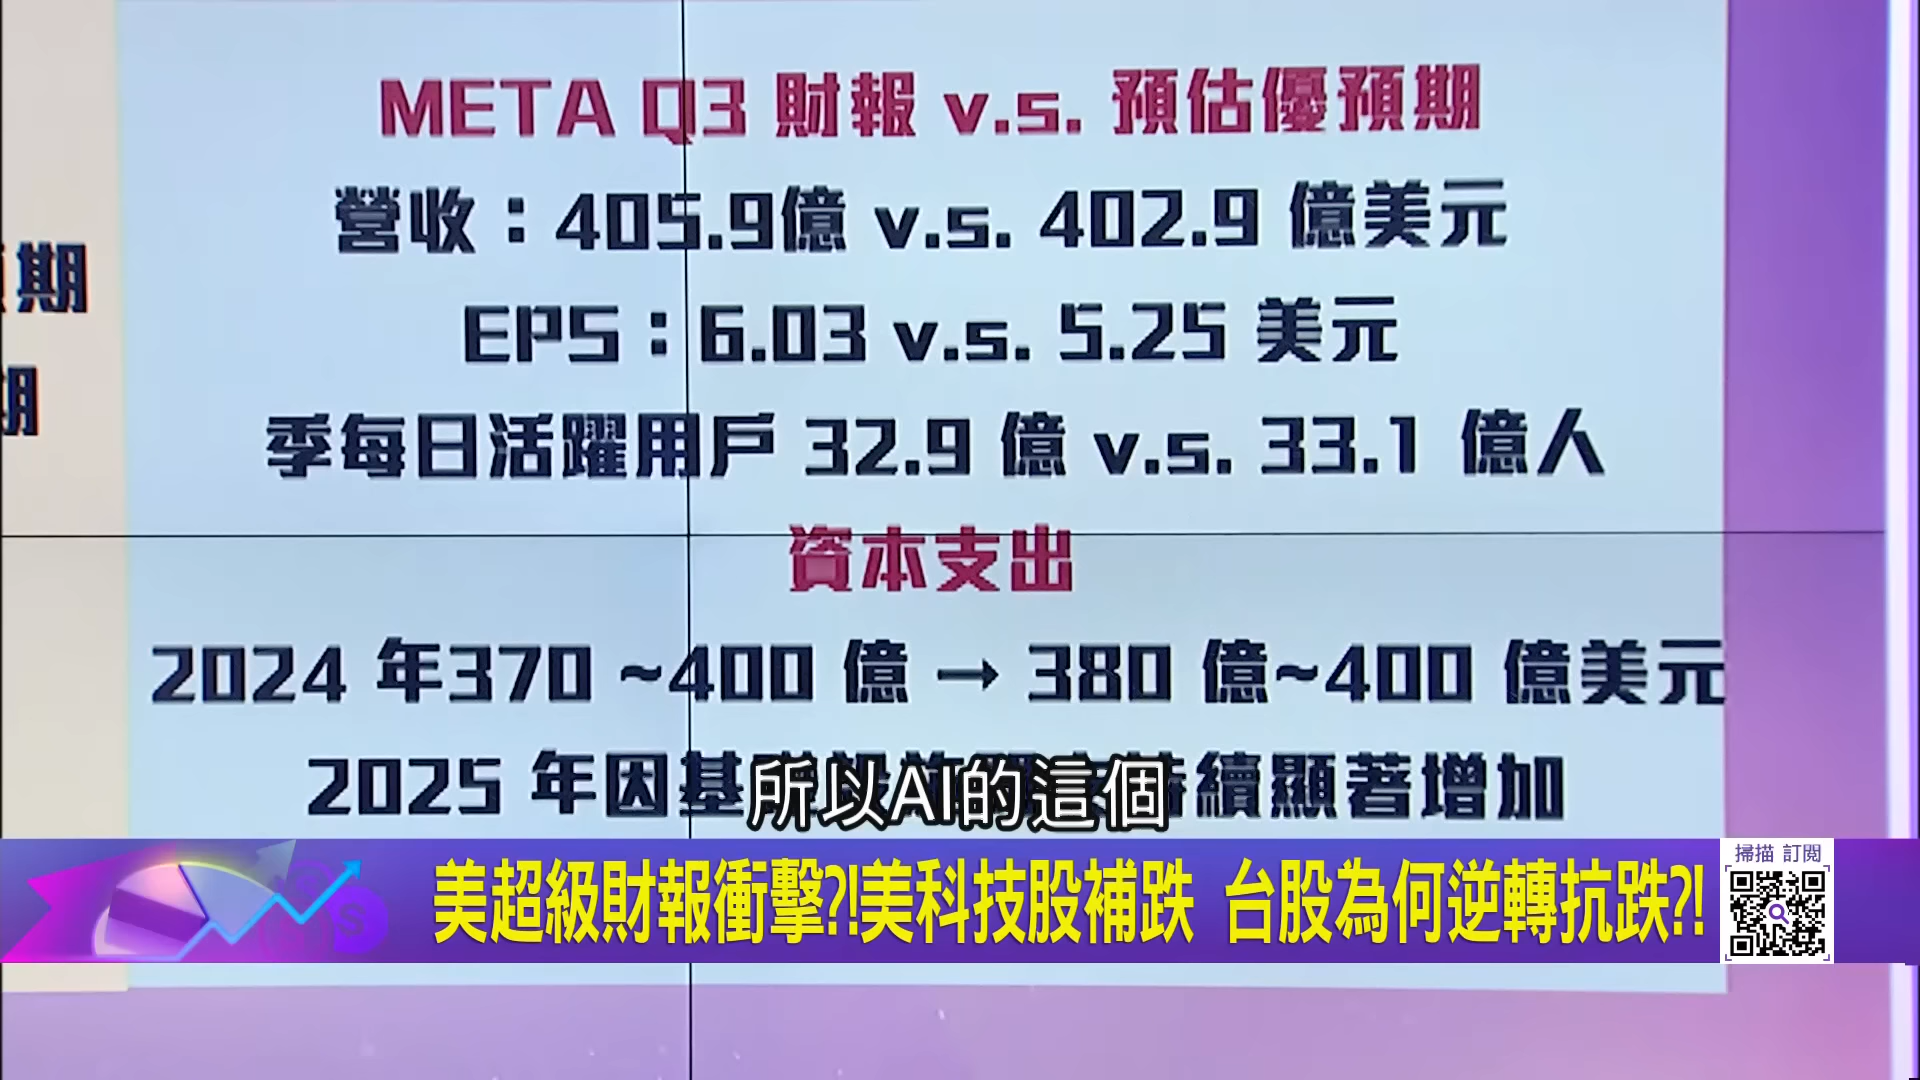 META Q3 財報 v.s. 預估優預期
營收：405.9億 v.s. 402.9 億美元
EPS：6.03 v.s. 5.25 美元
季每日活躍用戶 32.9 億 v.s. 33.1 億人
資本支出
2024 年370 ~400 億 → 380 億~400 億美元
2025 年因基 持續顯著增加
期
期
所以AI的這個
美超級財報衝擊?!美科技股補跌 台股為何逆轉抗跌?!
掃描 訂閱